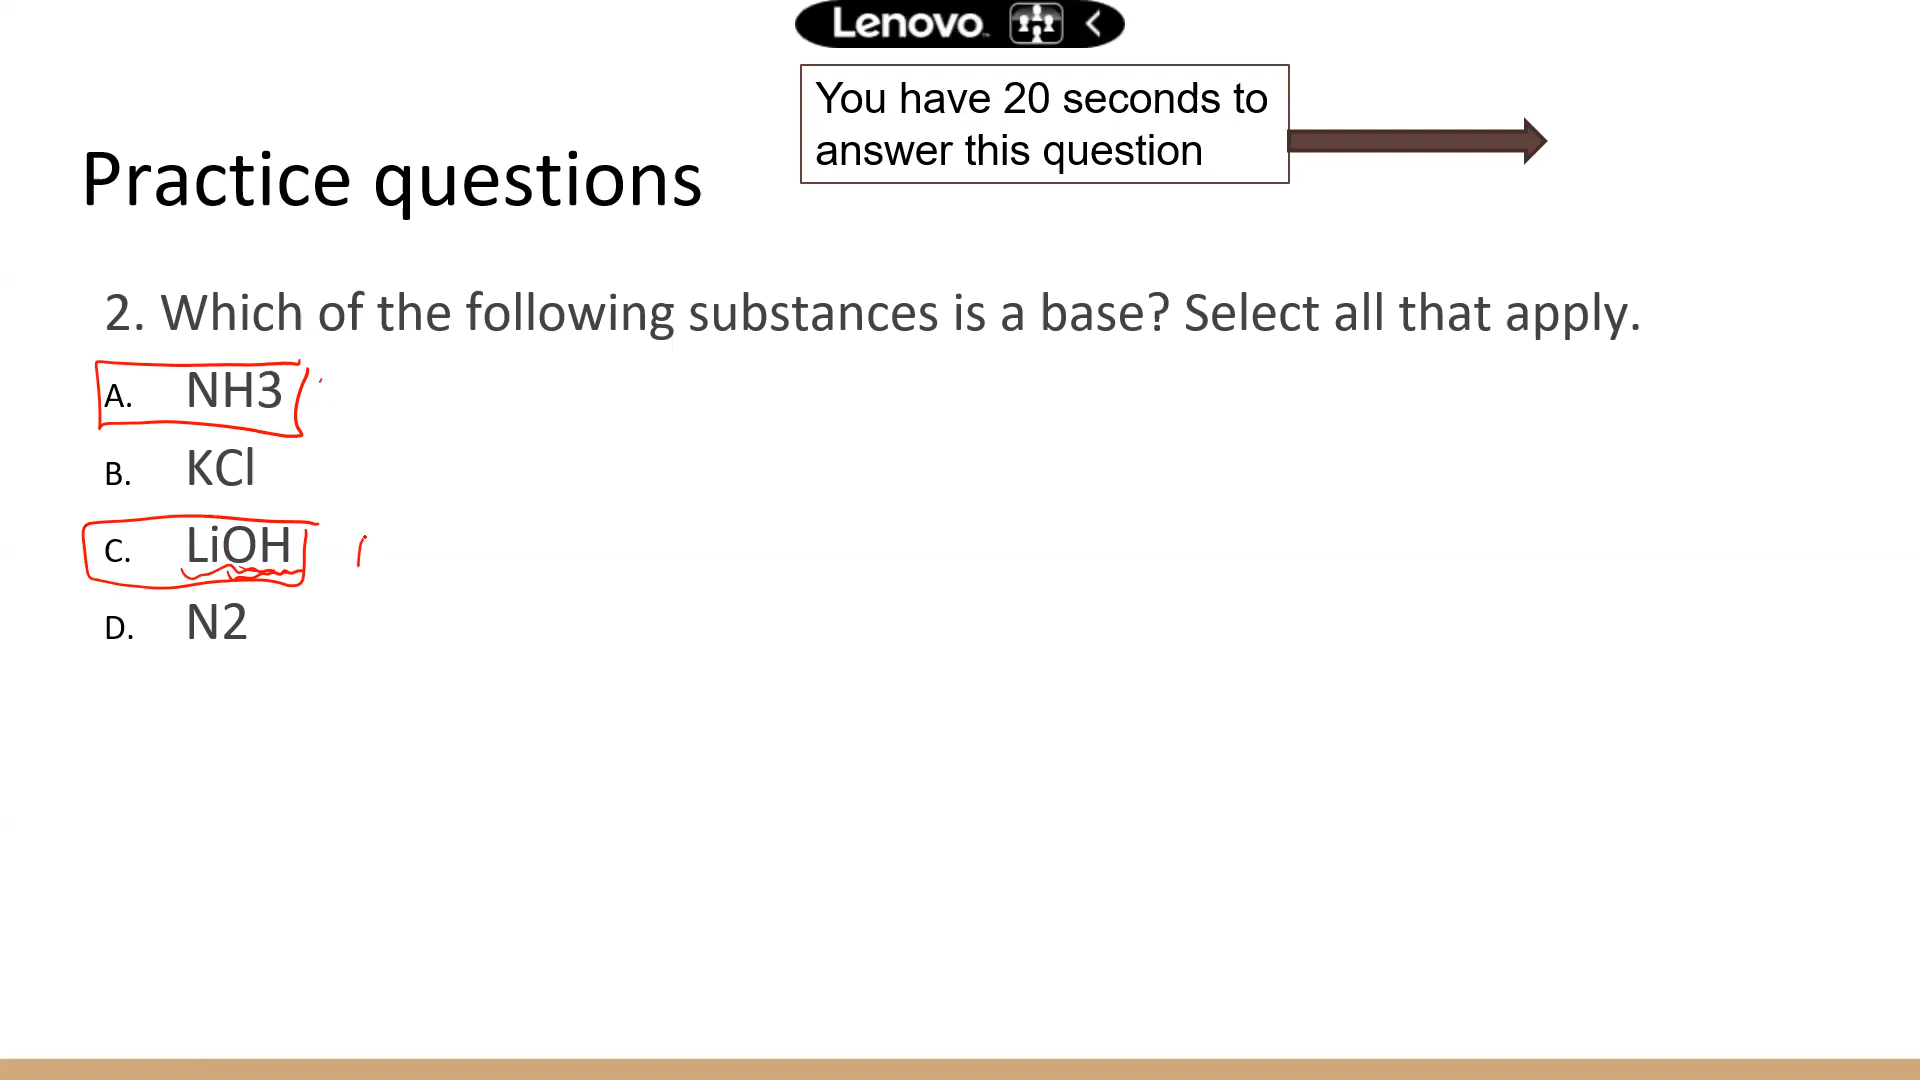 Lenovo
You have 20 seconds to
answer this question
Practice questions
2. Which of the following substances is a base? Select all that apply.
A. NH3
B. KCl
C. LiOH
D. N2